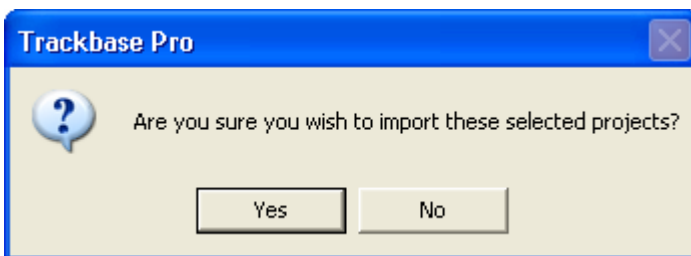 Trackbase Pro
Are you sure you wish to import these selected projects?
Yes No